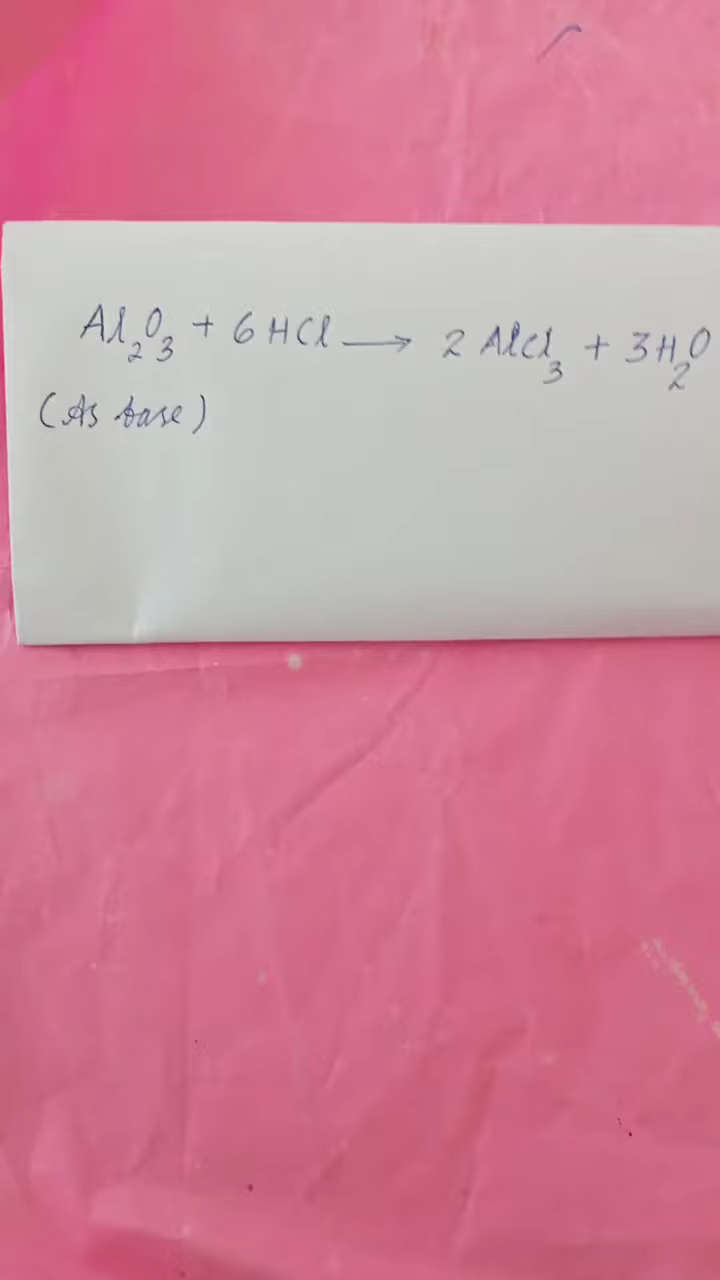 Al₂O₃ + 6HCl ⟶ 2AlCl₃ + 3H₂O
(As base)